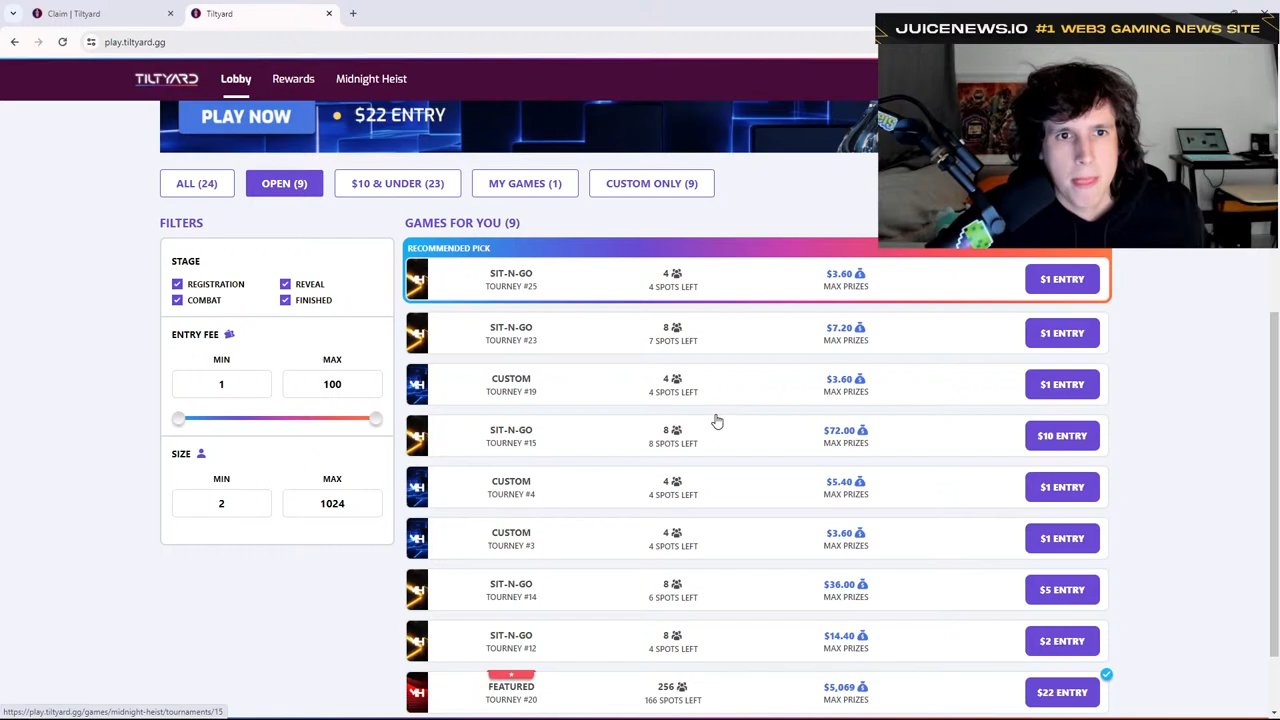 Claim | Tiltyard
Tiltyard
play.tiltyard.gg
JUICENEWS.IO #1 WEB3 GAMING NEWS SITE
TILTYARD Lobby Rewards Midnight Heist
PLAY NOW $22 ENTRY
ALL (24) OPEN (9) $10 & UNDER (23) MY GAMES (1) CUSTOM ONLY (9)
FILTERS
STAGE
REGISTRATION REVEAL
COMBAT FINISHED
ENTRY FEE
MIN MAX
1 100
SIZE
MIN MAX
2 1024
GAMES FOR YOU (9)
RECOMMENDED PICK
SIT-N-GO 4 $3.60 $1 ENTRY
TOURNEY #25 4 SPOTS LEFT MAX PRIZES
SIT-N-GO 8 $7.20 $1 ENTRY
TOURNEY #23 7 SPOTS LEFT MAX PRIZES
CUSTOM 4 $3.60 $1 ENTRY
TOURNEY #19 4 SPOTS LEFT MAX PRIZES
SIT-N-GO 8 $72.00 $10 ENTRY
TOURNEY #15 8 SPOTS LEFT MAX PRIZES
CUSTOM 4 $5.40 $1 ENTRY
TOURNEY #4 4 SPOTS LEFT MAX PRIZES
CUSTOM 4 $3.60 $1 ENTRY
TOURNEY #3 4 SPOTS LEFT MAX PRIZES
SIT-N-GO 8 $36.00 $5 ENTRY
TOURNEY #14 6 SPOTS LEFT MAX PRIZES
SIT-N-GO 8 $14.40 $2 ENTRY
TOURNEY #12 4 SPOTS LEFT MAX PRIZES
FEATURED 256 $5,069 $22 ENTRY
TOURNEY #20 166 SPOTS LEFT MAX PRIZES
https://play.tiltyard.gg/games/midnight-heist/tournaments/15